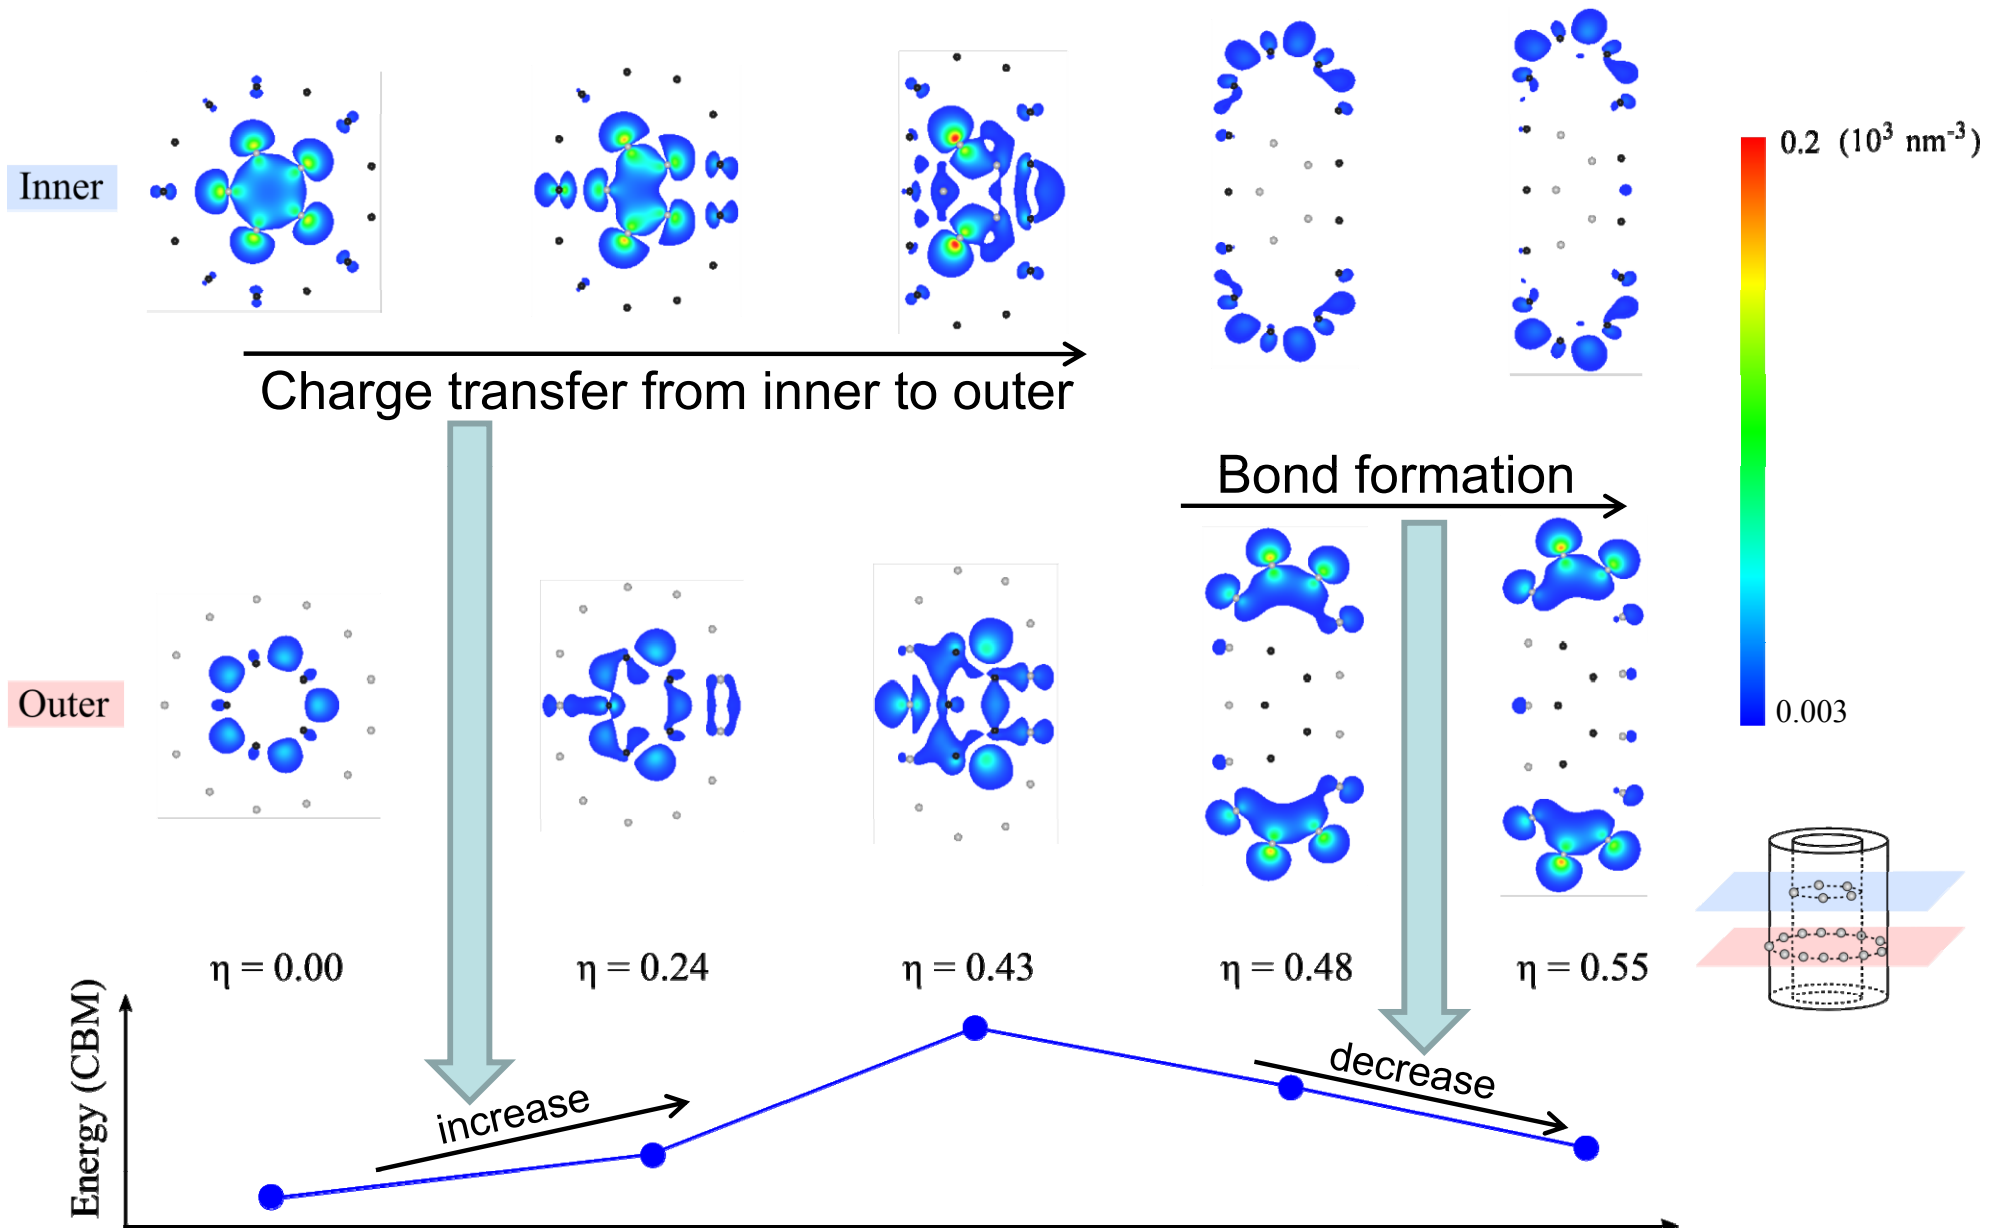 Inner
0.2 (10³ nm⁻³)
Charge transfer from inner to outer
Bond formation
Outer
0.003
η = 0.00
η = 0.24
η = 0.43
η = 0.48
η = 0.55
Energy (CBM)
increase
decrease